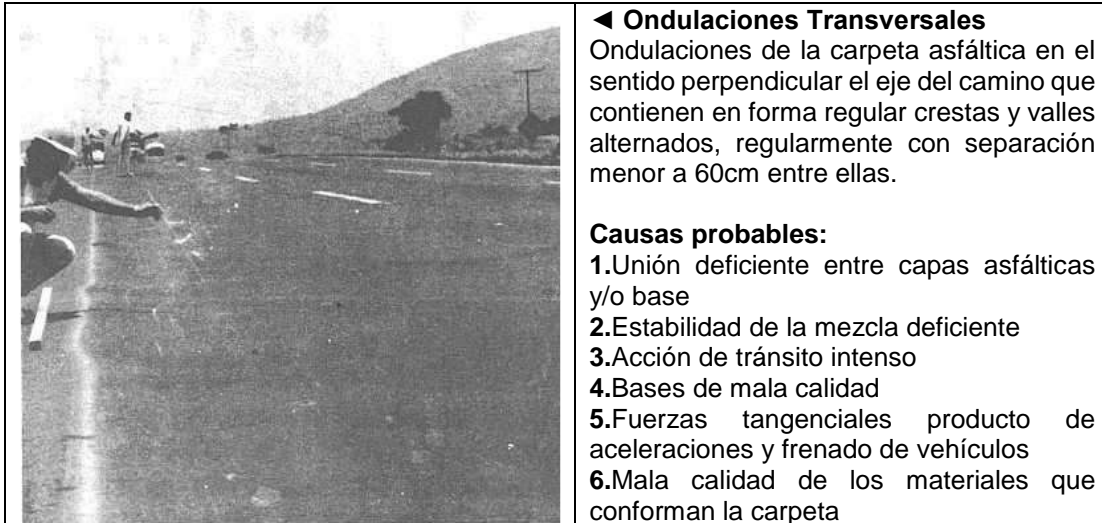 ◄ Ondulaciones Transversales
Ondulaciones de la carpeta asfáltica en el
sentido perpendicular el eje del camino que
contienen en forma regular crestas y valles
alternados, regularmente con separación
menor a 60cm entre ellas.
Causas probables:
1.Unión deficiente entre capas asfálticas
y/o base
2.Estabilidad de la mezcla deficiente
3.Acción de tránsito intenso
4.Bases de mala calidad
5.Fuerzas tangenciales producto de
aceleraciones y frenado de vehículos
6.Mala calidad de los materiales que
conforman la carpeta